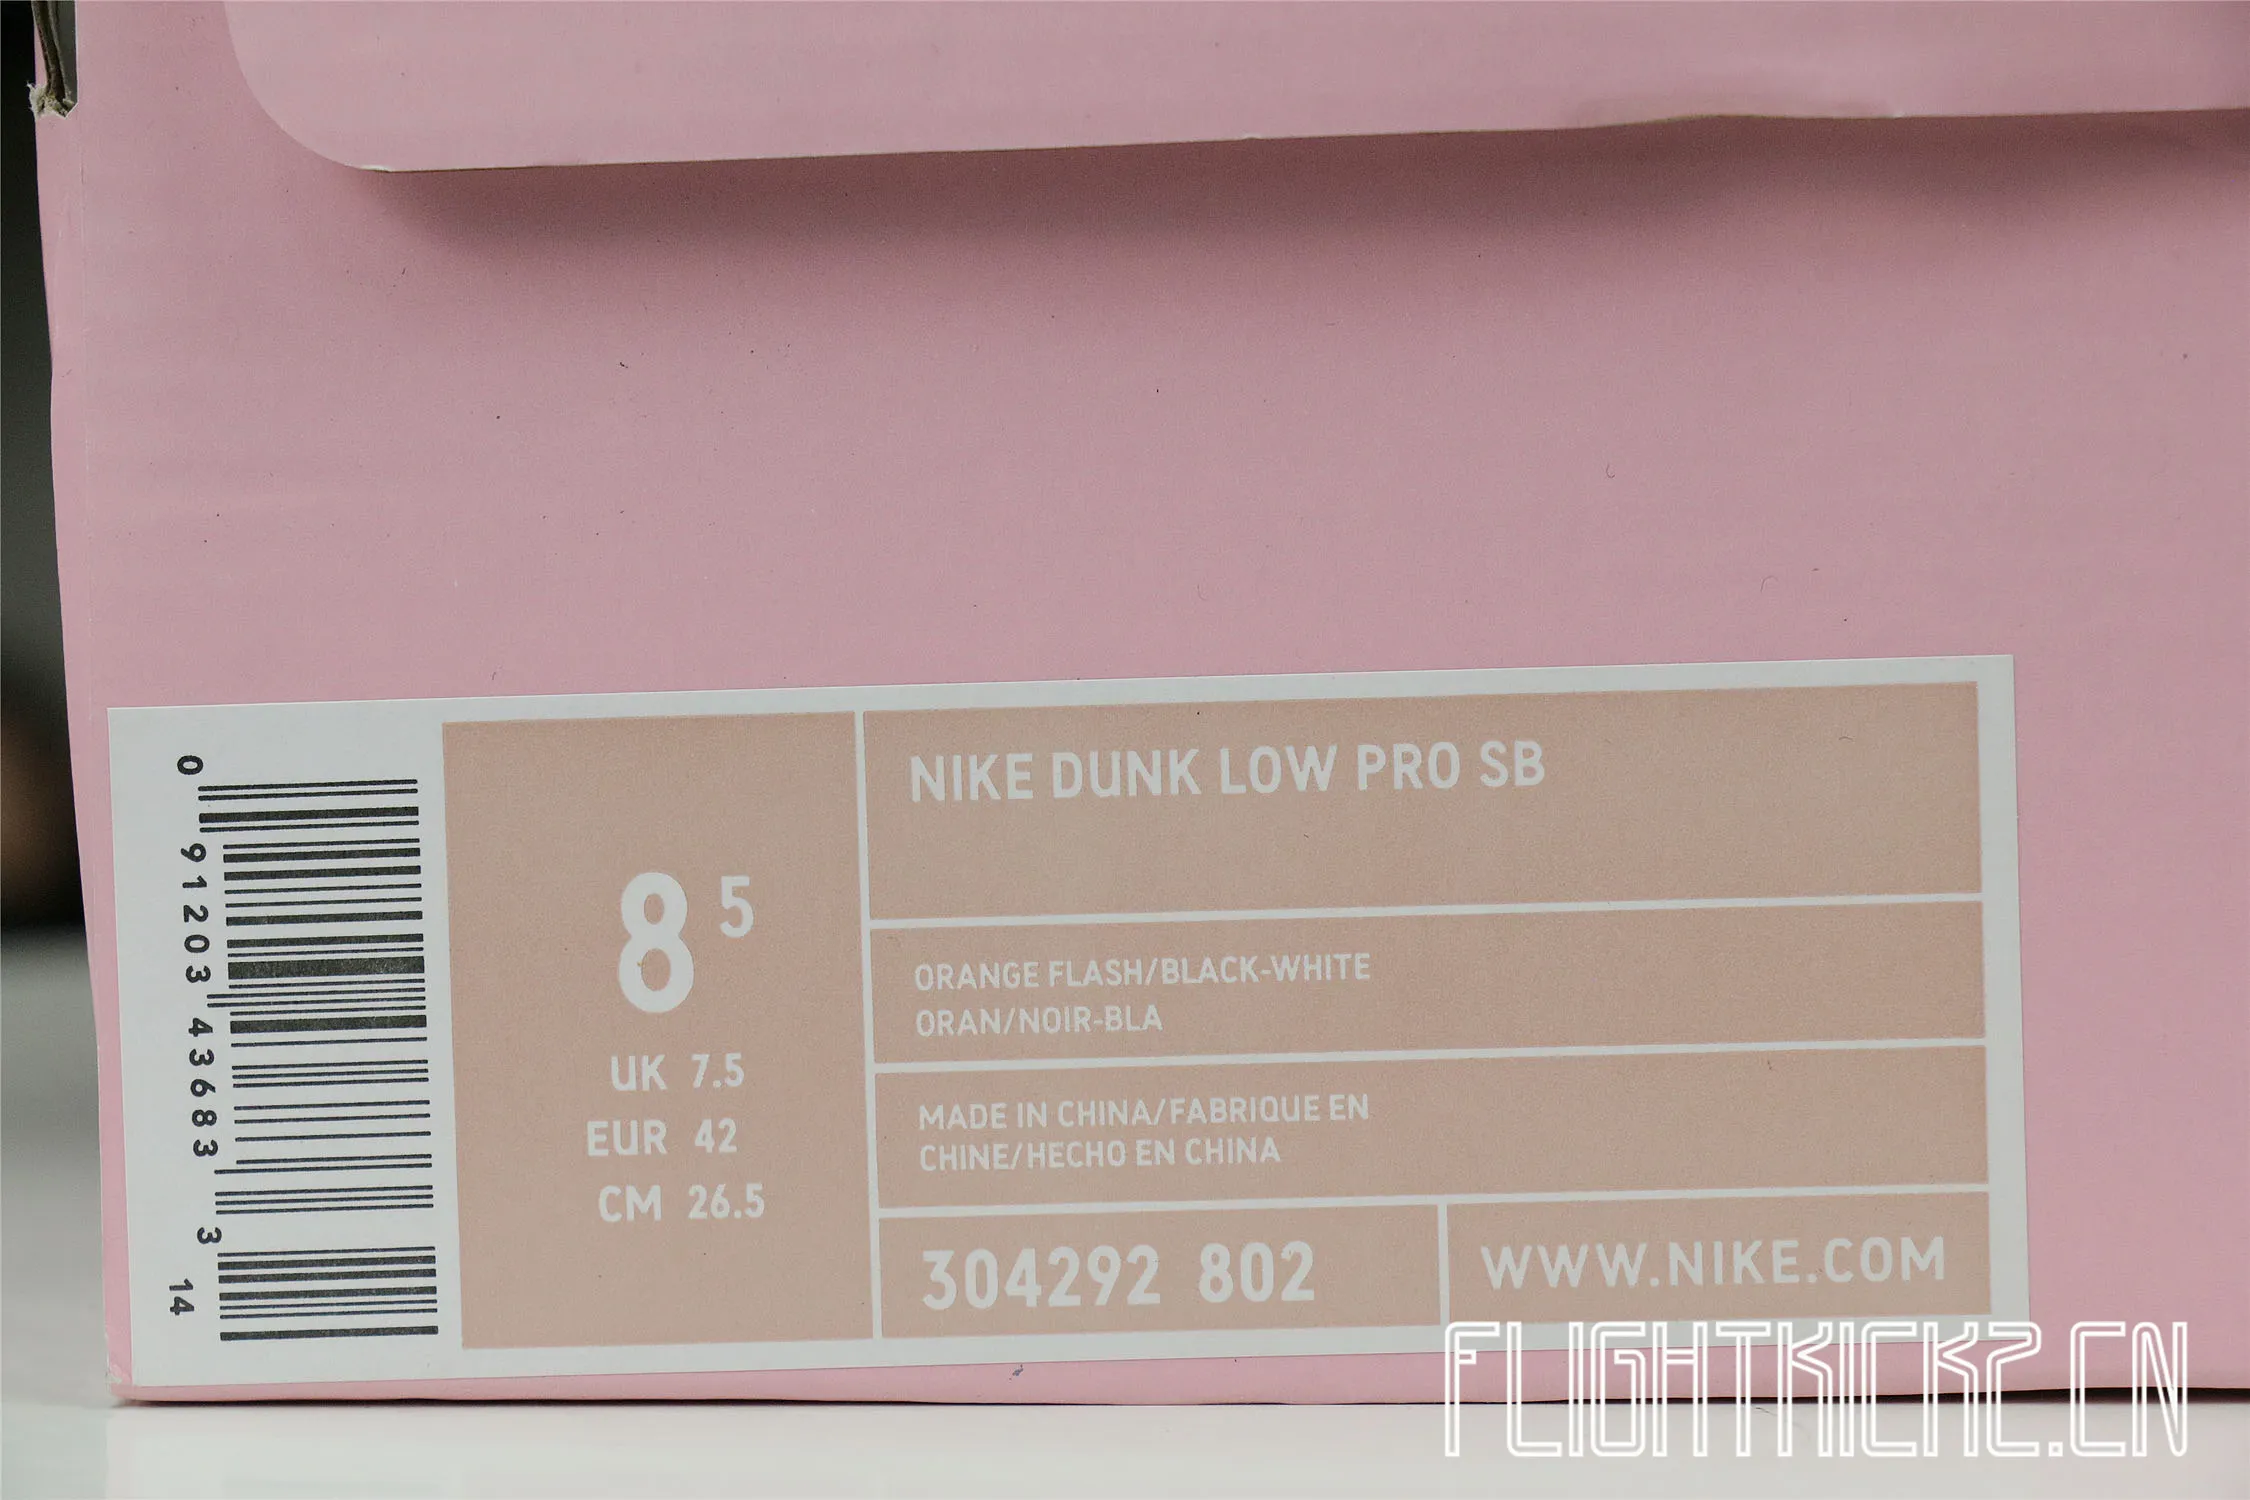 0 91203 43683 3
14
8 5
UK 7.5
EUR 42
CM 26.5
NIKE DUNK LOW PRO SB
ORANGE FLASH/BLACK-WHITE
ORAN/NOIR-BLA
MADE IN CHINA/FABRIQUE EN
CHINE/HECHO EN CHINA
304292 802
WWW.NIKE.COM
FLIGHTKICKZ.CN